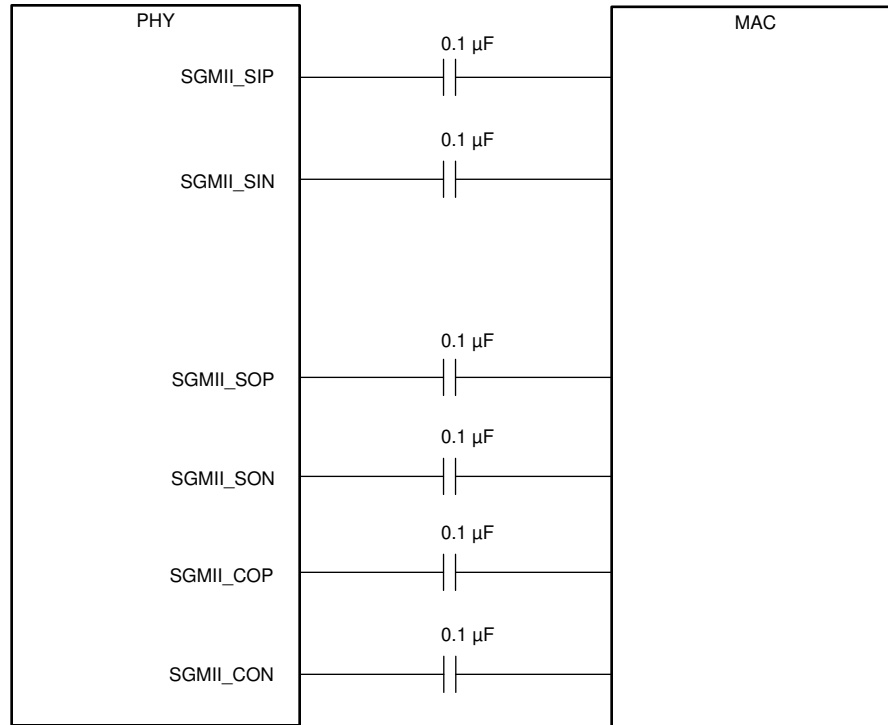 PHY
MAC
0.1 µF
SGMII_SIP
0.1 µF
SGMII_SIN
0.1 µF
SGMII_SOP
0.1 µF
SGMII_SON
0.1 µF
SGMII_COP
0.1 µF
SGMII_CON